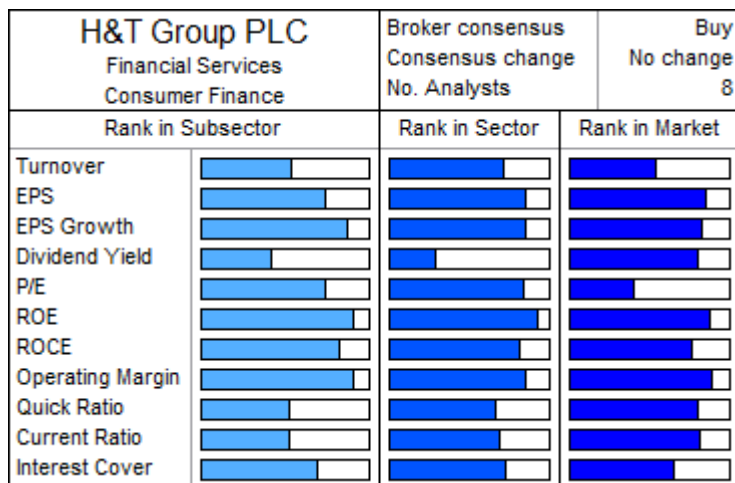 H&T Group PLC
Financial Services
Consumer Finance
Broker consensus Buy
Consensus change No change
No. Analysts 8
Rank in Subsector Rank in Sector Rank in Market
Turnover
EPS
EPS Growth
Dividend Yield
P/E
ROE
ROCE
Operating Margin
Quick Ratio
Current Ratio
Interest Cover